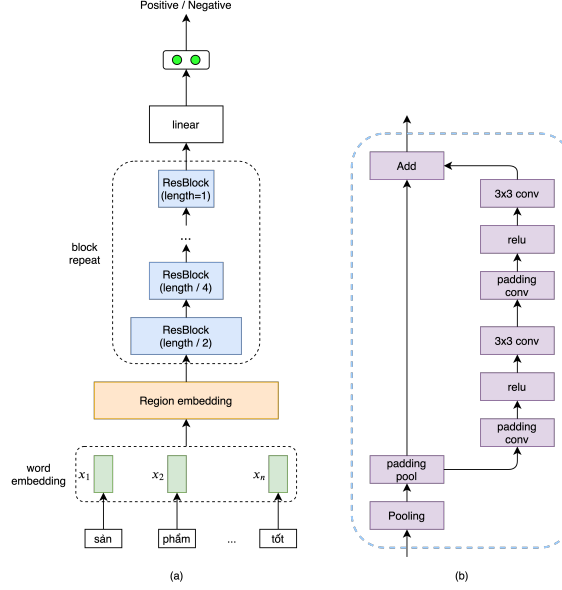 Positive / Negative
linear
ResBlock
(length=1)
...
block
repeat
ResBlock
(length / 4)
ResBlock
(length / 2)
Region embedding
word
embedding
x1
x2
xn
sản
phẩm
...
tốt
(a)
Add
3x3 conv
relu
padding
conv
3x3 conv
relu
padding
conv
padding
pool
Pooling
(b)